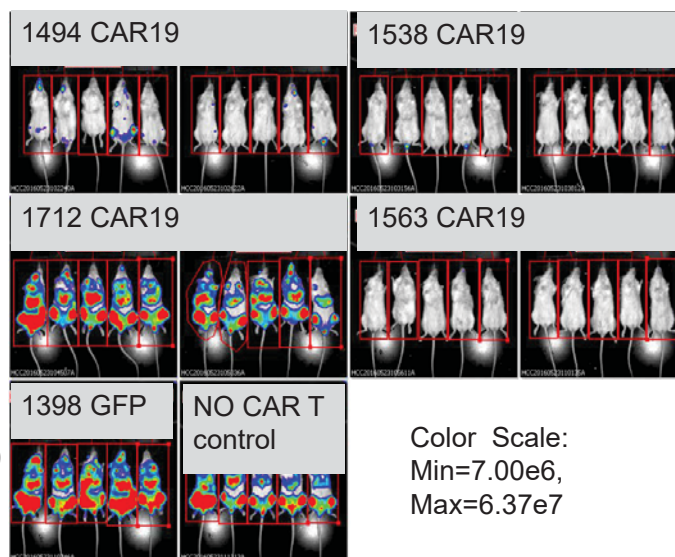 1494 CAR19
1538 CAR19
1712 CAR19
1563 CAR19
1398 GFP
NO CAR T
control
Color Scale:
Min=7.00e6,
Max=6.37e7